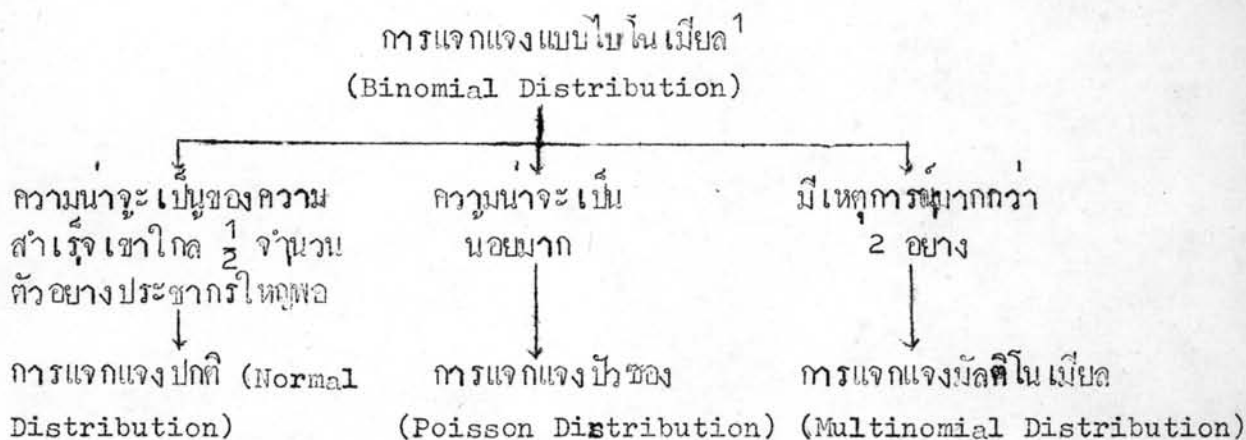 การแจกแจงแบบไบโนเมียล¹
(Binomial Distribution)
ความน่าจะเป็นของความ
สำเร็จเขาใกล 1/2 จำนวน
ตัวอย่างประชากรใหญพอ
ความน่าจะเป็น
นอยมาก
มีเหตุการณ์มากกว่า
2 อยาง
การแจกแจงปกติ (Normal
Distribution)
การแจกแจงปัวซอง
(Poisson Distribution)
การแจกแจงมัลติโนเมียล
(Multinomial Distribution)